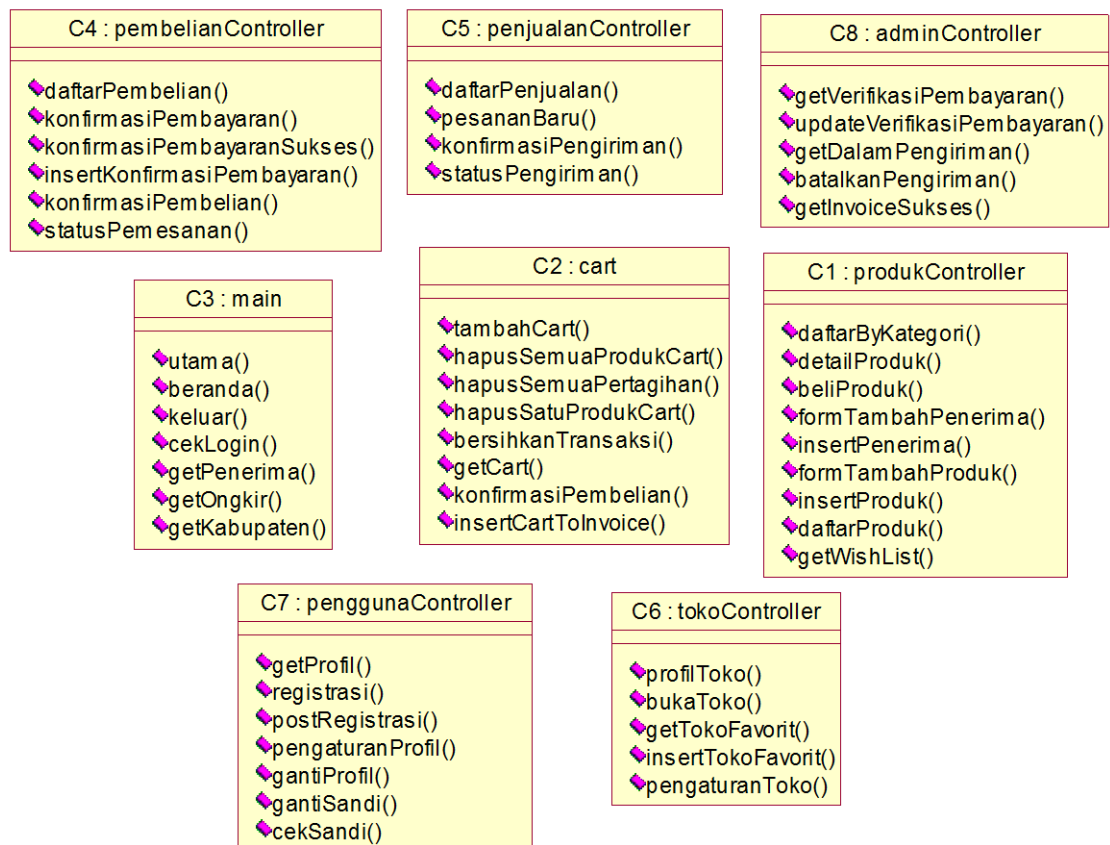 C4 : pembelianController
daftarPembelian()
konfirmasiPembayaran()
konfirmasiPembayaranSukses()
insertKonfirmasiPembayaran()
konfirmasiPembelian()
statusPemesanan()
C5 : penjualanController
daftarPenjualan()
pesananBaru()
konfirmasiPengiriman()
statusPengiriman()
C8 : adminController
getVerifikasiPembayaran()
updateVerifikasiPembayaran()
getDalamPengiriman()
batalkanPengiriman()
getInvoiceSukses()
C3 : main
utama()
beranda()
keluar()
cekLogin()
getPenerima()
getOngkir()
getKabupaten()
C2 : cart
tambahCart()
hapusSemuaProdukCart()
hapusSemuaPertagihan()
hapusSatuProdukCart()
bersihkanTransaksi()
getCart()
konfirmasiPembelian()
insertCartToInvoice()
C1 : produkController
daftarByKategori()
detailProduk()
beliProduk()
formTambahPenerima()
insertPenerima()
formTambahProduk()
insertProduk()
daftarProduk()
getWishList()
C7 : penggunaController
getProfil()
registrasi()
postRegistrasi()
pengaturanProfil()
gantiProfil()
gantiSandi()
cekSandi()
C6 : tokoController
profilToko()
bukaToko()
getTokoFavorit()
insertTokoFavorit()
pengaturanToko()